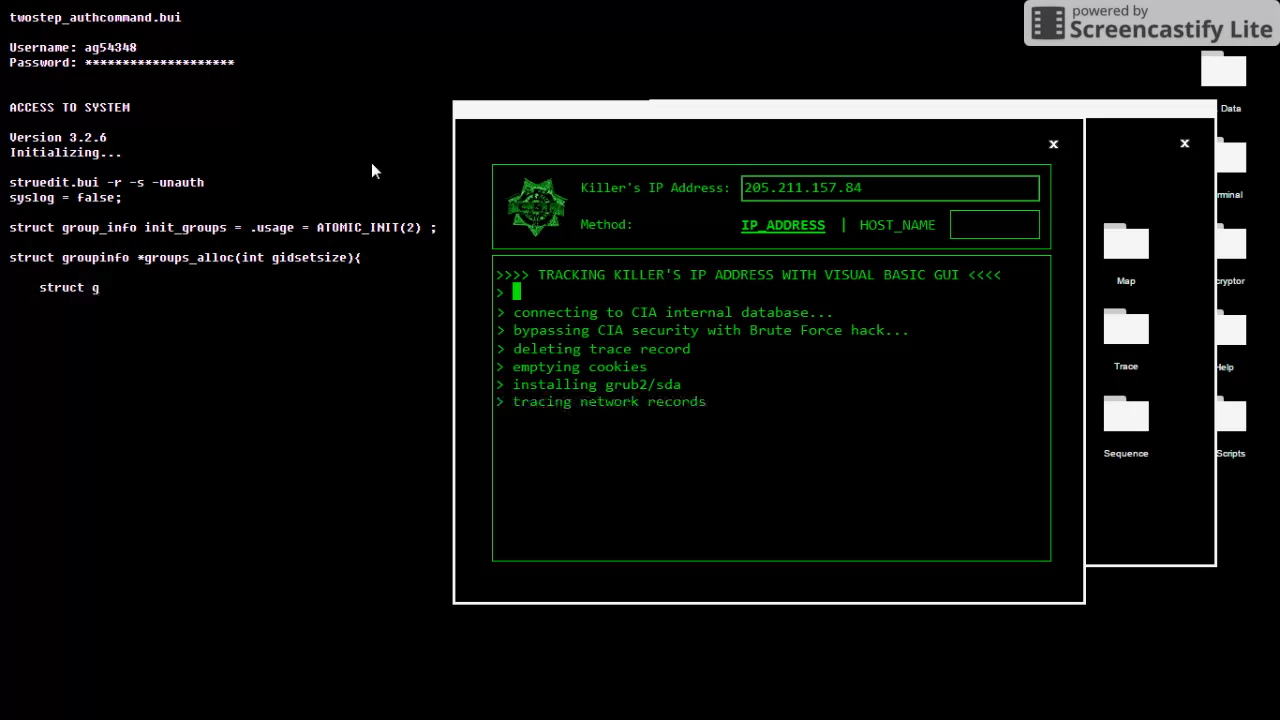 twostep_authcommand.bui
Username: ag54348
Password: ********************
ACCESS TO SYSTEM
Version 3.2.6
Initializing...
struedit.bui -r -s -unauth
syslog = false;
struct group_info init_groups = .usage = ATOMIC_INIT(2) ;
struct groupinfo *groups_alloc(int gidsetsize){
struct g
powered by
Screencastify Lite
x
Killer's IP Address: 205.211.157.84
Method: IP_ADDRESS | HOST_NAME
>>>> TRACKING KILLER'S IP ADDRESS WITH VISUAL BASIC GUI <<<<
>
> connecting to CIA internal database...
> bypassing CIA security with Brute Force hack...
> deleting trace record
> emptying cookies
> installing grub2/sda
> tracing network records
x
Map
Trace
Sequence
Data
rminal
cryptor
Help
Scripts